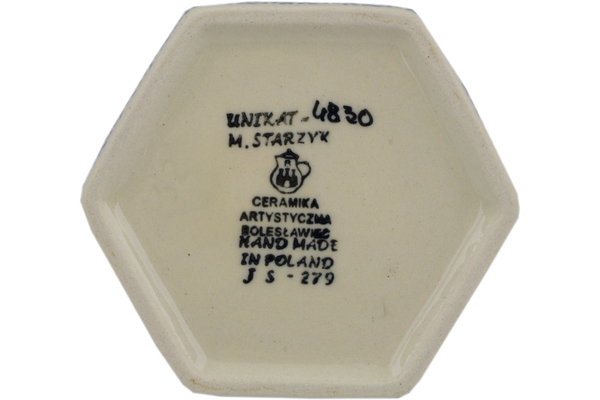 UNIKAT-4830
M. STARZYK
CERAMIKA
ARTYSTYCZNA
BOLESŁAWIEC
HAND MADE
IN POLAND
J S - 279